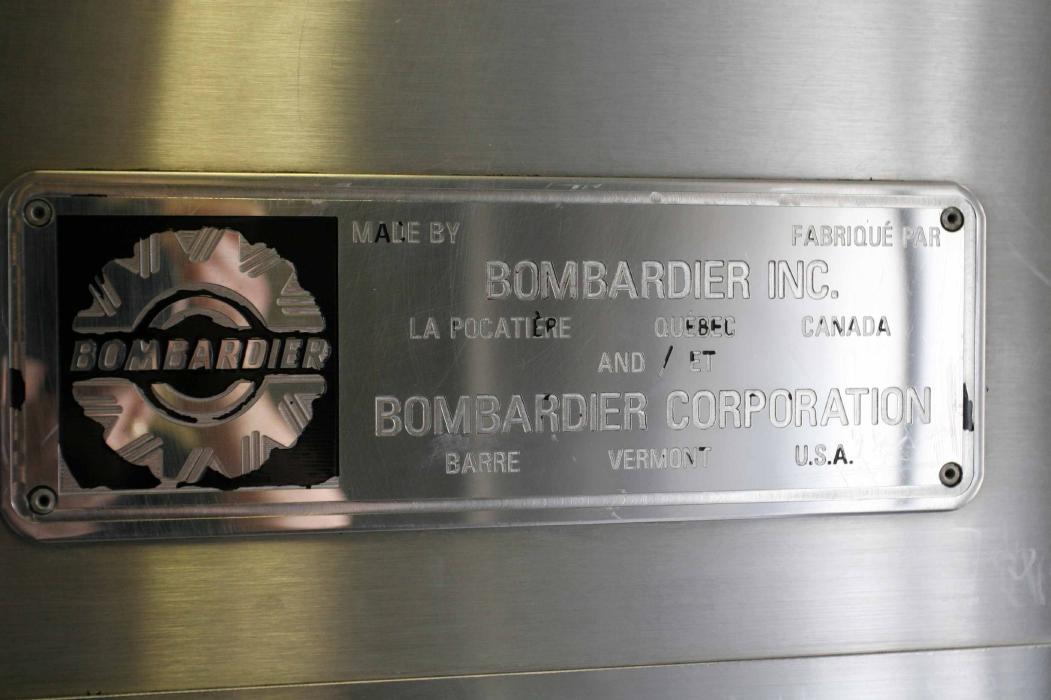 BOMBARDIER
MADE BY FABRIQUÉ PAR
BOMBARDIER INC.
LA POCATIÈRE QUÉBEC CANADA
AND / ET
BOMBARDIER CORPORATION
BARRE VERMONT U.S.A.